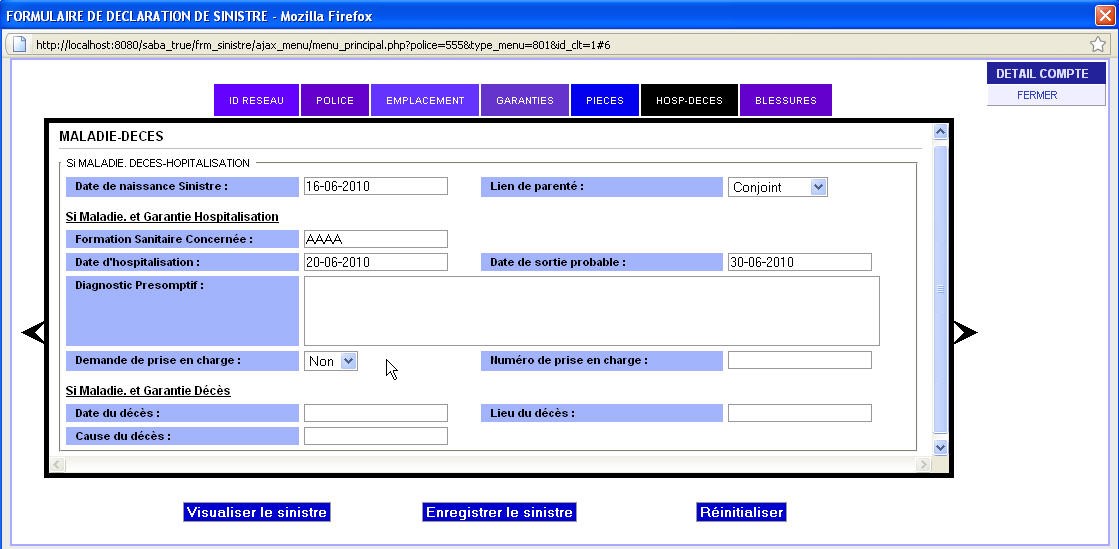 FORMULAIRE DE DECLARATION DE SINISTRE - Mozilla Firefox
http://localhost:8080/saba_true/frm_sinistre/ajax_menu/menu_principal.php?police=555&type_menu=801&id_clt=1#6
DETAIL COMPTE
FERMER
ID RESEAU POLICE EMPLACEMENT GARANTIES PIECES HOSP-DECES BLESSURES
MALADIE-DECES
Si MALADIE. DECES-HOPITALISATION
Date de naissance Sinistre : 16-06-2010 Lien de parenté : Conjoint
Si Maladie. et Garantie Hospitalisation
Formation Sanitaire Concernée : AAAA
Date d'hospitalisation : 20-06-2010 Date de sortie probable : 30-06-2010
Diagnostic Presomptif :
Demande de prise en charge : Non Numéro de prise en charge :
Si Maladie. et Garantie Décès
Date du décès : Lieu du décès :
Cause du décès :
Visualiser le sinistre Enregistrer le sinistre Réinitialiser